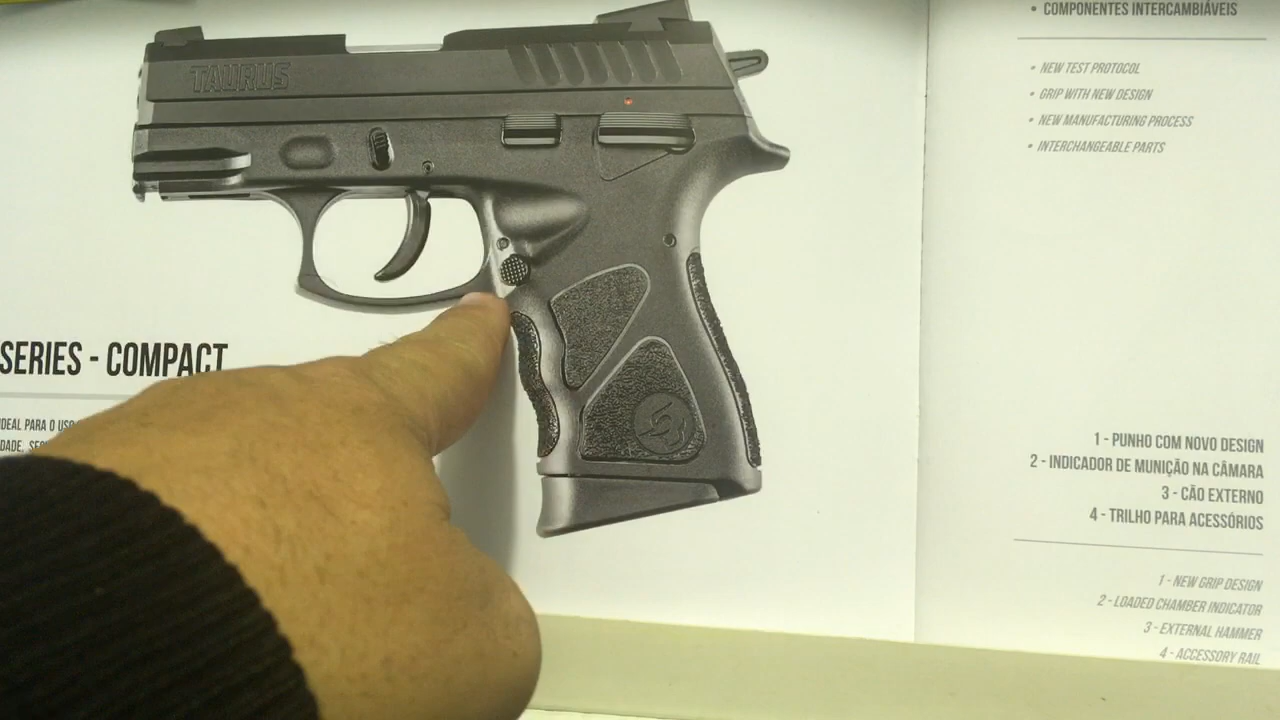 TAURUS
SERIES - COMPACT
IDEAL PARA O
• COMPONENTES INTERCAMBIÁVEIS
• NEW TEST PROTOCOL
• GRIP WITH NEW DESIGN
• NEW MANUFACTURING PROCESS
• INTERCHANGEABLE PARTS
1 - PUNHO COM NOVO DESIGN
2 - INDICADOR DE MUNIÇÃO NA CÂMARA
3 - CÃO EXTERNO
4 - TRILHO PARA ACESSÓRIOS
1 - NEW GRIP DESIGN
2 - LOADED CHAMBER INDICATOR
3 - EXTERNAL HAMMER
4 - ACCESSORY RAIL